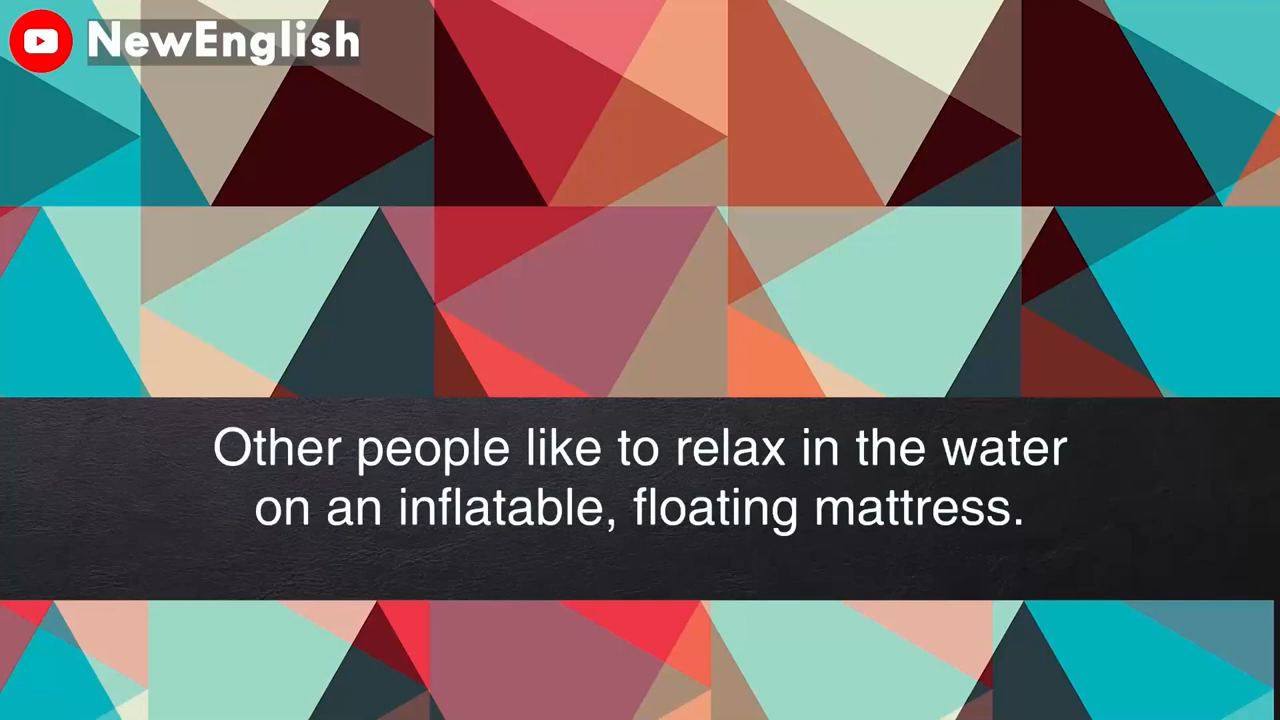 NewEnglish
Other people like to relax in the water
on an inflatable, floating mattress.